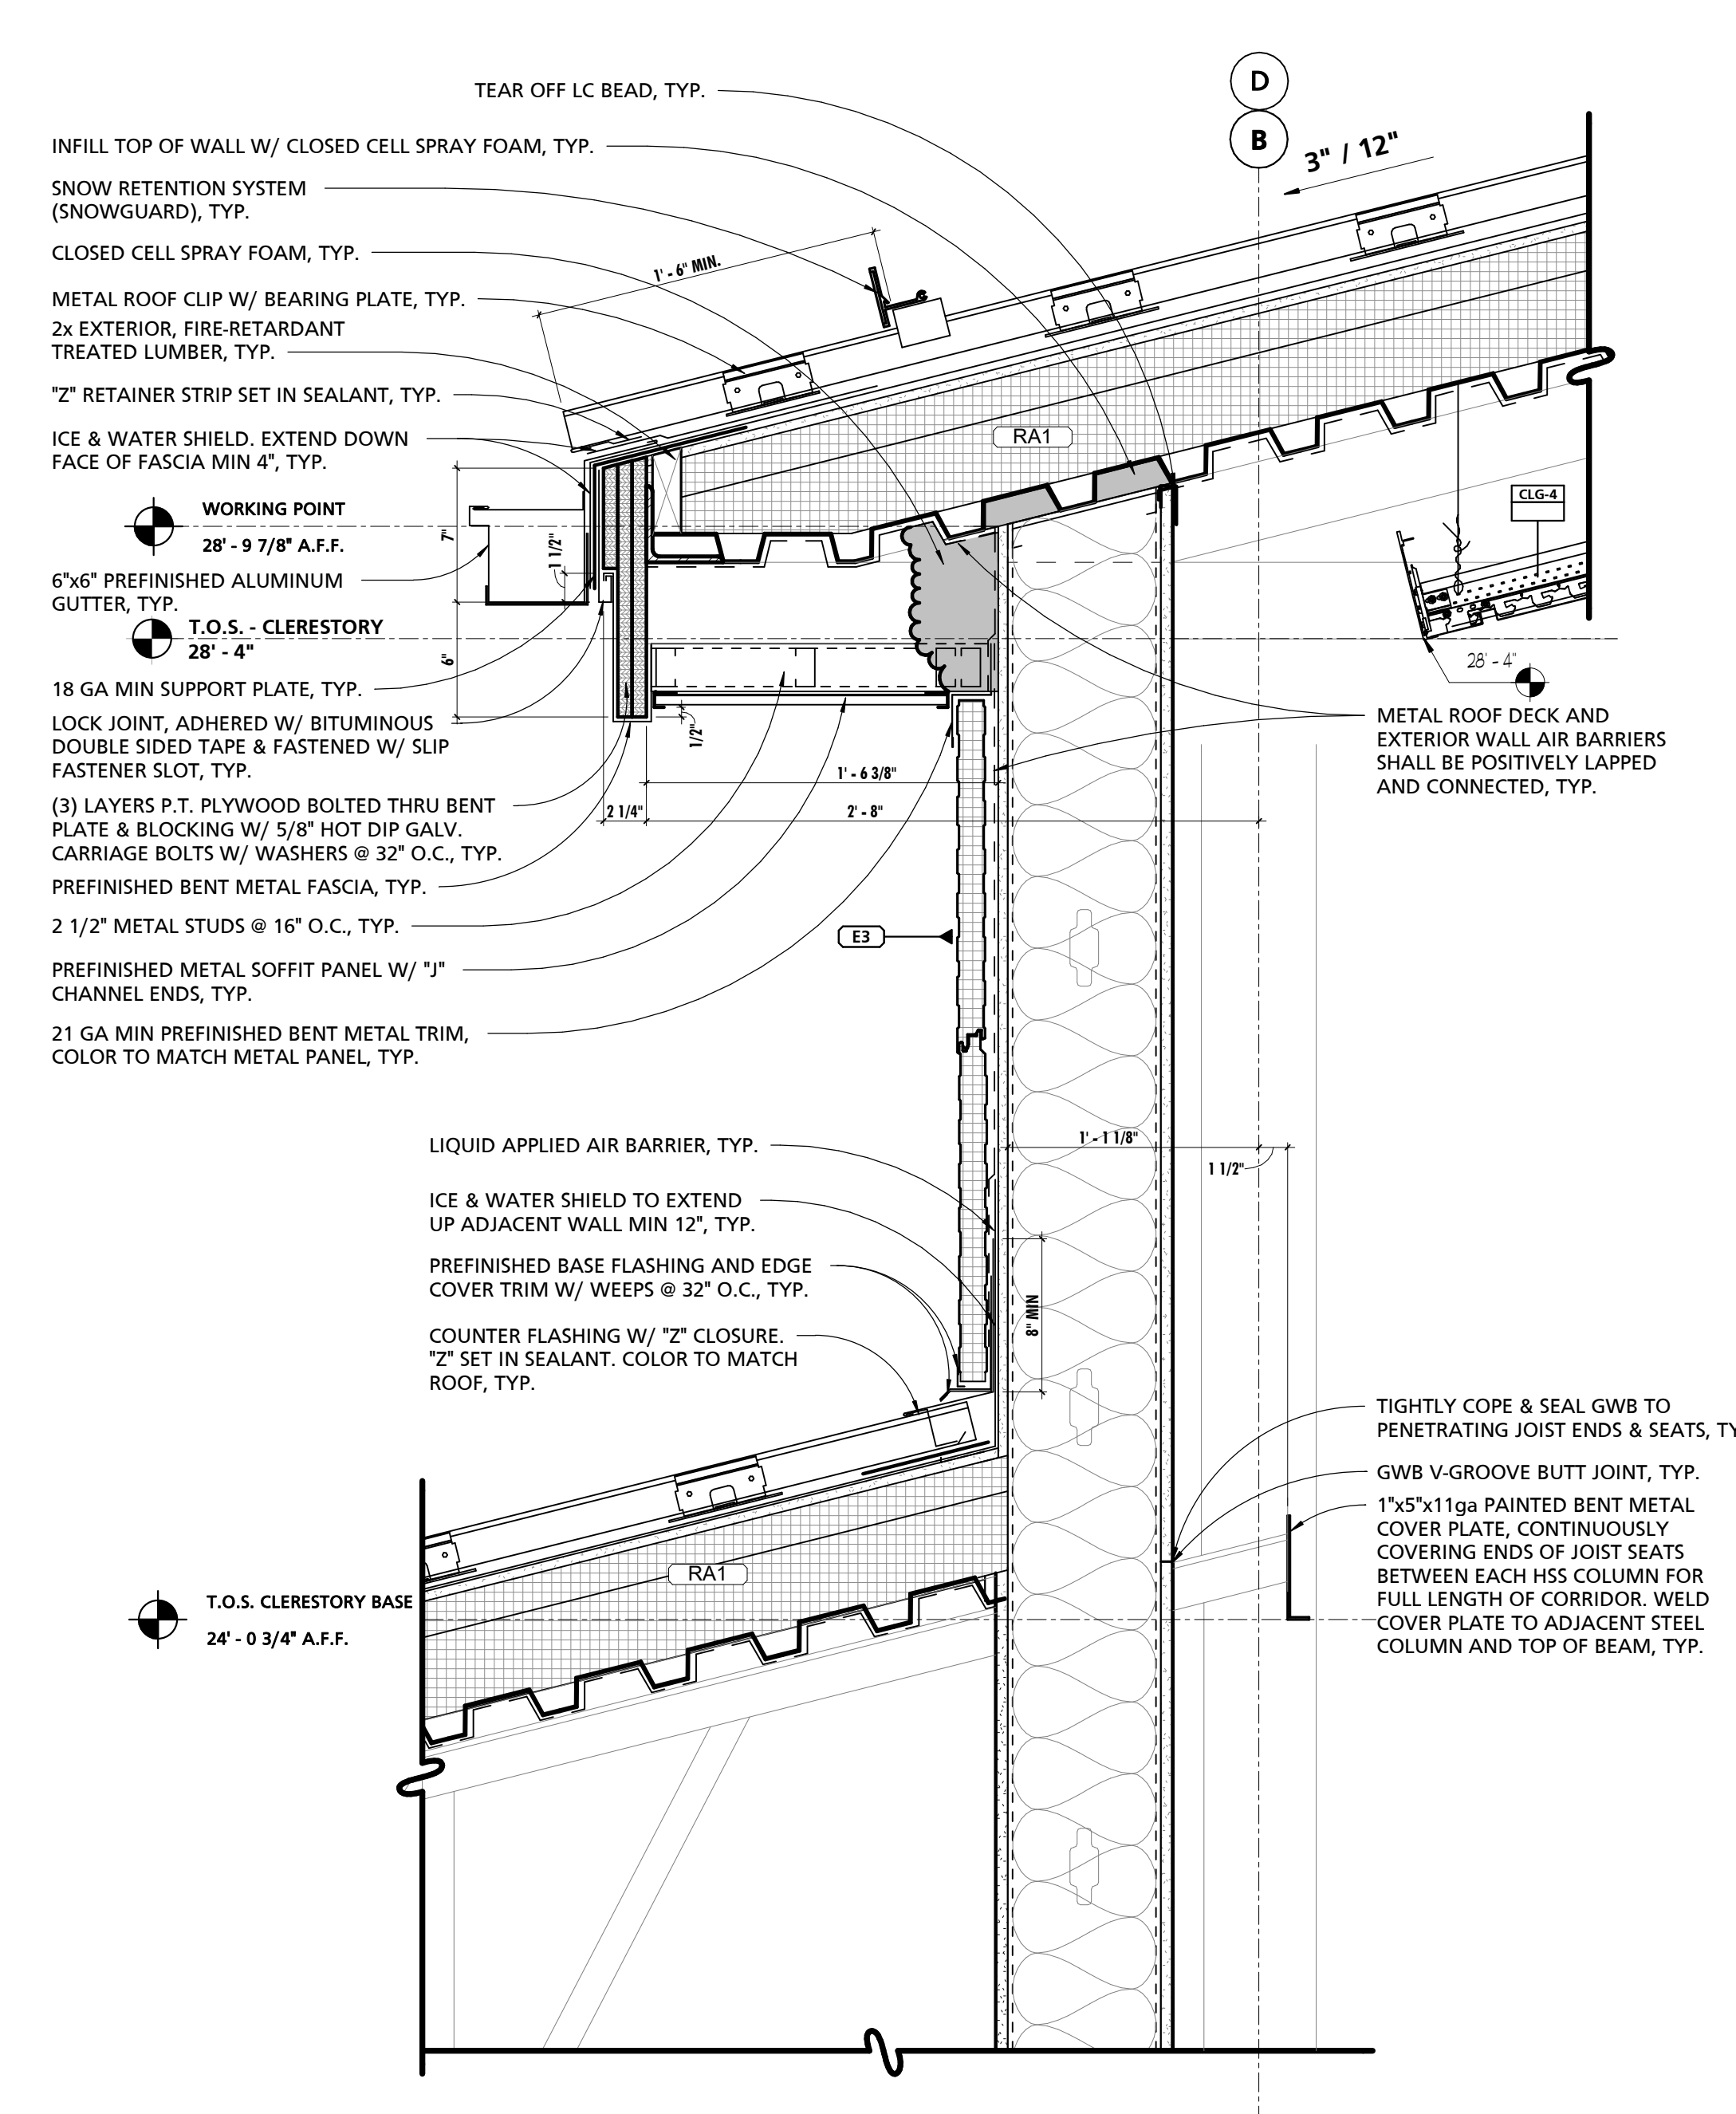 TEAR OFF LC BEAD, TYP.
INFILL TOP OF WALL W/ CLOSED CELL SPRAY FOAM, TYP.
SNOW RETENTION SYSTEM
(SNOWGUARD), TYP.
CLOSED CELL SPRAY FOAM, TYP.
METAL ROOF CLIP W/ BEARING PLATE, TYP.
2x EXTERIOR, FIRE-RETARDANT
TREATED LUMBER, TYP.
"Z" RETAINER STRIP SET IN SEALANT, TYP.
ICE & WATER SHIELD. EXTEND DOWN
FACE OF FASCIA MIN 4", TYP.
WORKING POINT
28' - 9 7/8" A.F.F.
6"x6" PREFINISHED ALUMINUM
GUTTER, TYP.
T.O.S. - CLERESTORY
28' - 4"
18 GA MIN SUPPORT PLATE, TYP.
LOCK JOINT, ADHERED W/ BITUMINOUS
DOUBLE SIDED TAPE & FASTENED W/ SLIP
FASTENER SLOT, TYP.
(3) LAYERS P.T. PLYWOOD BOLTED THRU BENT
PLATE & BLOCKING W/ 5/8" HOT DIP GALV.
CARRIAGE BOLTS W/ WASHERS @ 32" O.C., TYP.
PREFINISHED BENT METAL FASCIA, TYP.
2 1/2" METAL STUDS @ 16" O.C., TYP.
PREFINISHED METAL SOFFIT PANEL W/ "J"
CHANNEL ENDS, TYP.
21 GA MIN PREFINISHED BENT METAL TRIM,
COLOR TO MATCH METAL PANEL, TYP.
D
B
3" / 12"
1' - 6" MIN.
RA1
CLG-4
28' - 4"
7"
1 1/2"
6"
1/2"
1' - 6 3/8"
2 1/4"
2' - 8"
METAL ROOF DECK AND
EXTERIOR WALL AIR BARRIERS
SHALL BE POSITIVELY LAPPED
AND CONNECTED, TYP.
E3
LIQUID APPLIED AIR BARRIER, TYP.
ICE & WATER SHIELD TO EXTEND
UP ADJACENT WALL MIN 12", TYP.
PREFINISHED BASE FLASHING AND EDGE
COVER TRIM W/ WEEPS @ 32" O.C., TYP.
COUNTER FLASHING W/ "Z" CLOSURE.
"Z" SET IN SEALANT. COLOR TO MATCH
ROOF, TYP.
1' - 1 1/8"
1 1/2"
8" MIN
TIGHTLY COPE & SEAL GWB TO
PENETRATING JOIST ENDS & SEATS, TY
GWB V-GROOVE BUTT JOINT, TYP.
1"x5"x11ga PAINTED BENT METAL
COVER PLATE, CONTINUOUSLY
COVERING ENDS OF JOIST SEATS
BETWEEN EACH HSS COLUMN FOR
FULL LENGTH OF CORRIDOR. WELD
COVER PLATE TO ADJACENT STEEL
COLUMN AND TOP OF BEAM, TYP.
RA1
T.O.S. CLERESTORY BASE
24' - 0 3/4" A.F.F.